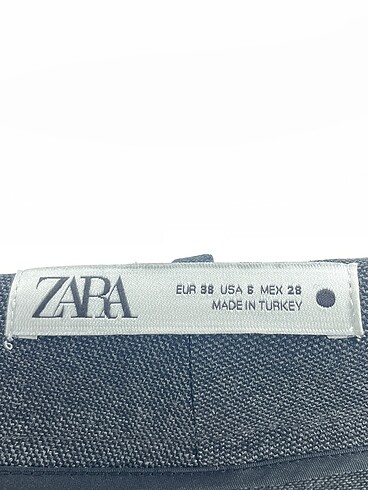 ZARA
EUR 38 USA 6 MEX 28
MADE IN TURKEY